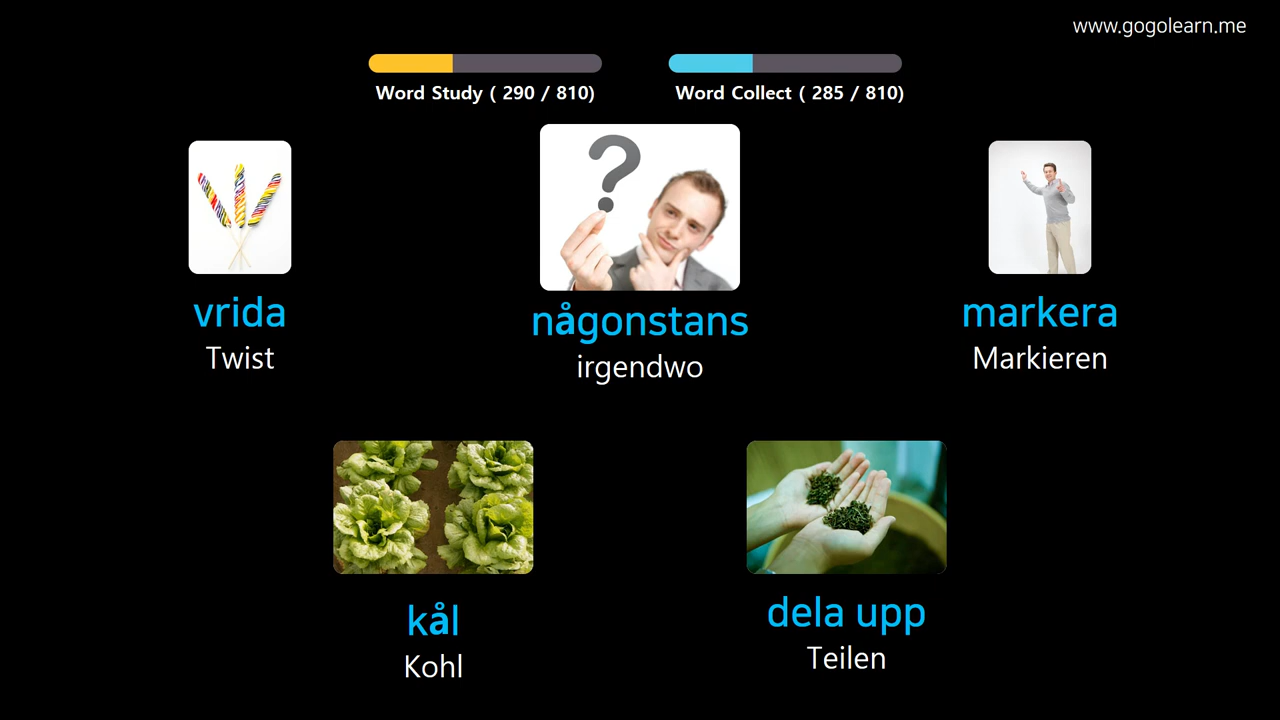 www.gogolearn.me
Word Study ( 290 / 810)
Word Collect ( 285 / 810)
vrida
Twist
någonstans
irgendwo
markera
Markieren
kål
Kohl
dela upp
Teilen